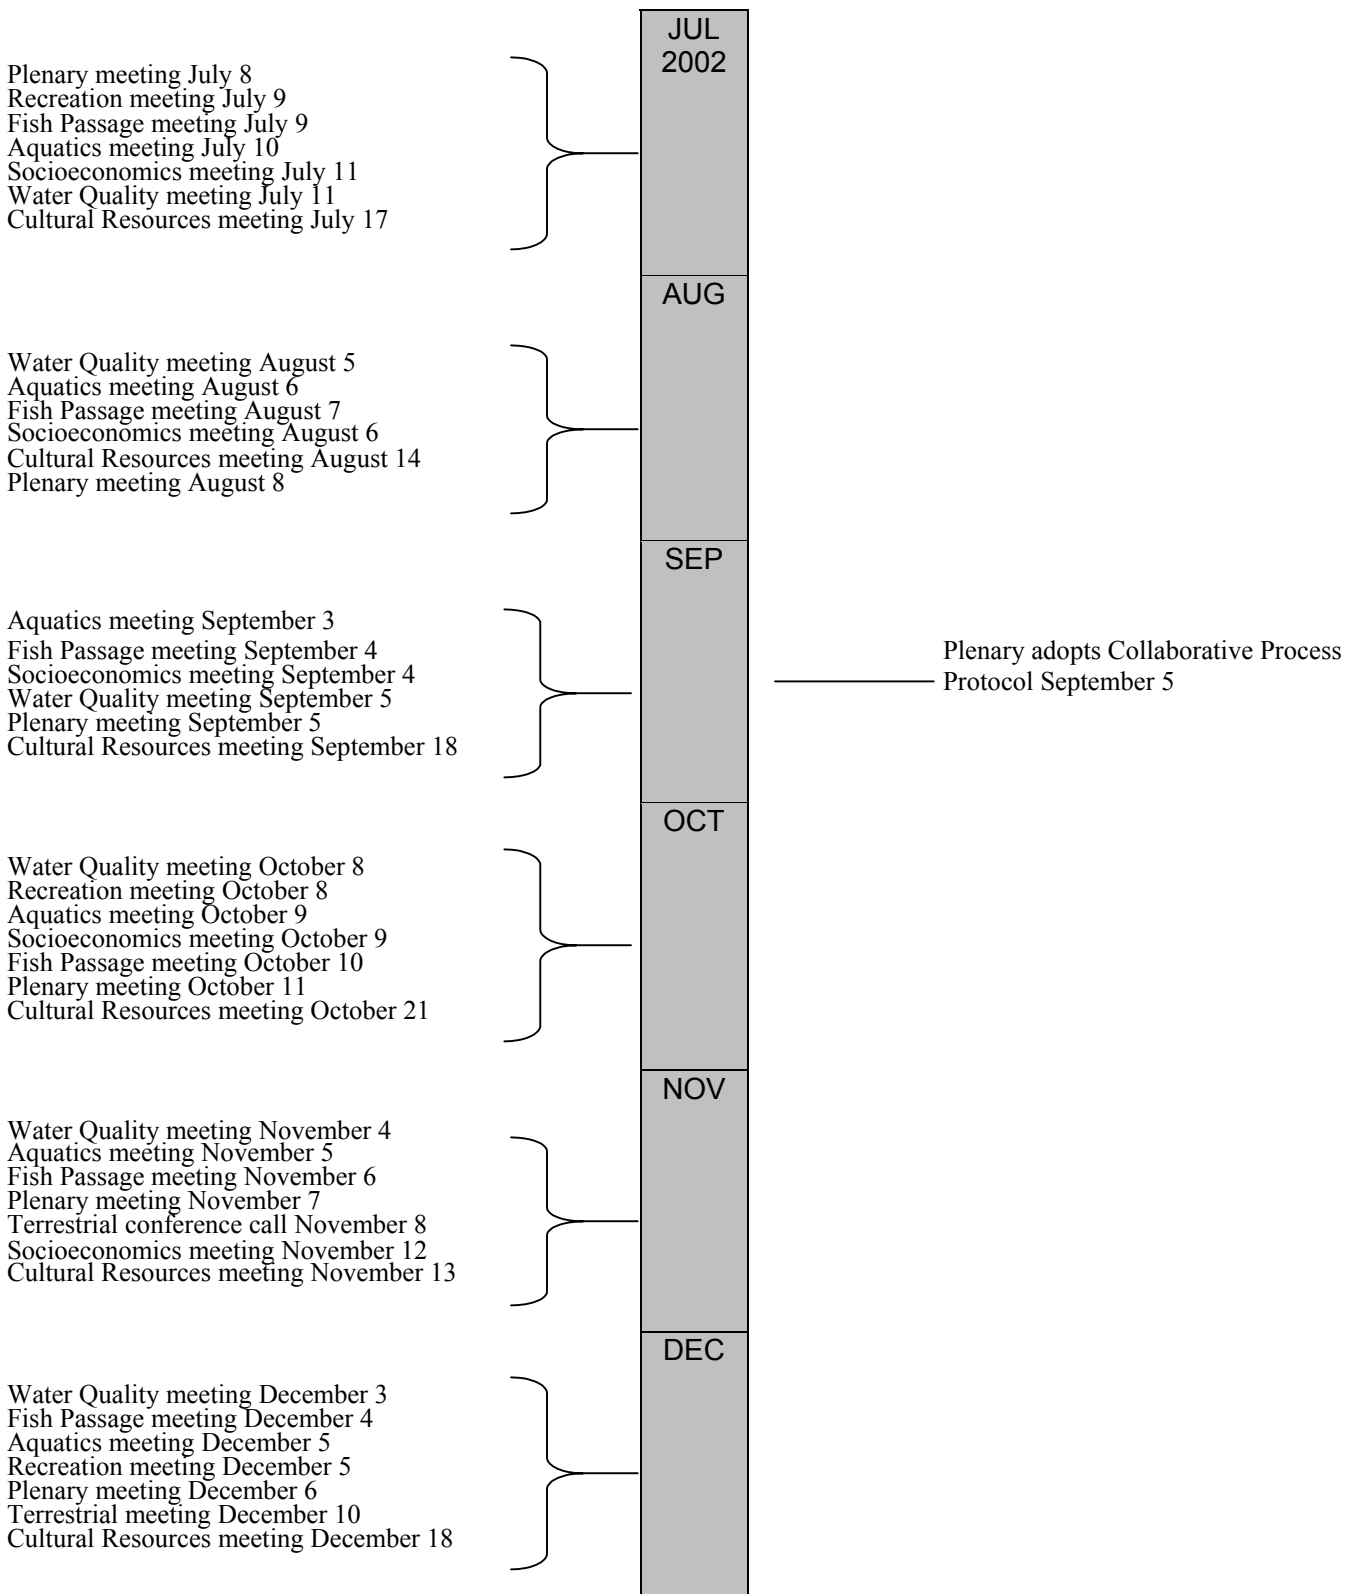 JUL
2002
Plenary meeting July 8
Recreation meeting July 9
Fish Passage meeting July 9
Aquatics meeting July 10
Socioeconomics meeting July 11
Water Quality meeting July 11
Cultural Resources meeting July 17
AUG
Water Quality meeting August 5
Aquatics meeting August 6
Fish Passage meeting August 7
Socioeconomics meeting August 6
Cultural Resources meeting August 14
Plenary meeting August 8
SEP
Aquatics meeting September 3
Fish Passage meeting September 4
Socioeconomics meeting September 4
Water Quality meeting September 5
Plenary meeting September 5
Cultural Resources meeting September 18
Plenary adopts Collaborative Process
Protocol September 5
OCT
Water Quality meeting October 8
Recreation meeting October 8
Aquatics meeting October 9
Socioeconomics meeting October 9
Fish Passage meeting October 10
Plenary meeting October 11
Cultural Resources meeting October 21
NOV
Water Quality meeting November 4
Aquatics meeting November 5
Fish Passage meeting November 6
Plenary meeting November 7
Terrestrial conference call November 8
Socioeconomics meeting November 12
Cultural Resources meeting November 13
DEC
Water Quality meeting December 3
Fish Passage meeting December 4
Aquatics meeting December 5
Recreation meeting December 5
Plenary meeting December 6
Terrestrial meeting December 10
Cultural Resources meeting December 18